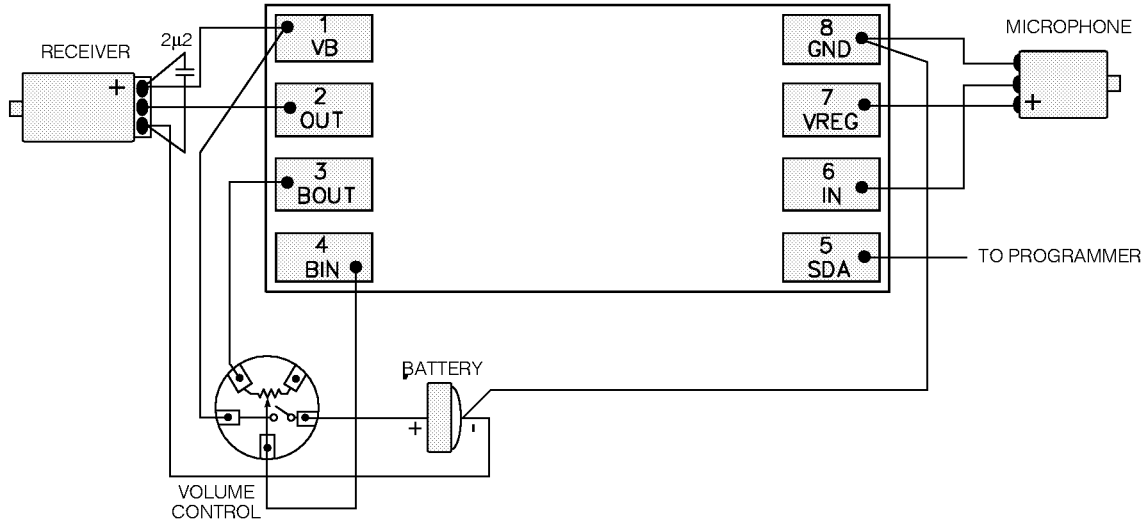 RECEIVER
2µ2
+
1
VB
2
OUT
3
BOUT
4
BIN
8
GND
7
VREG
6
IN
5
SDA
MICROPHONE
+
TO PROGRAMMER
BATTERY
+
-
VOLUME
CONTROL